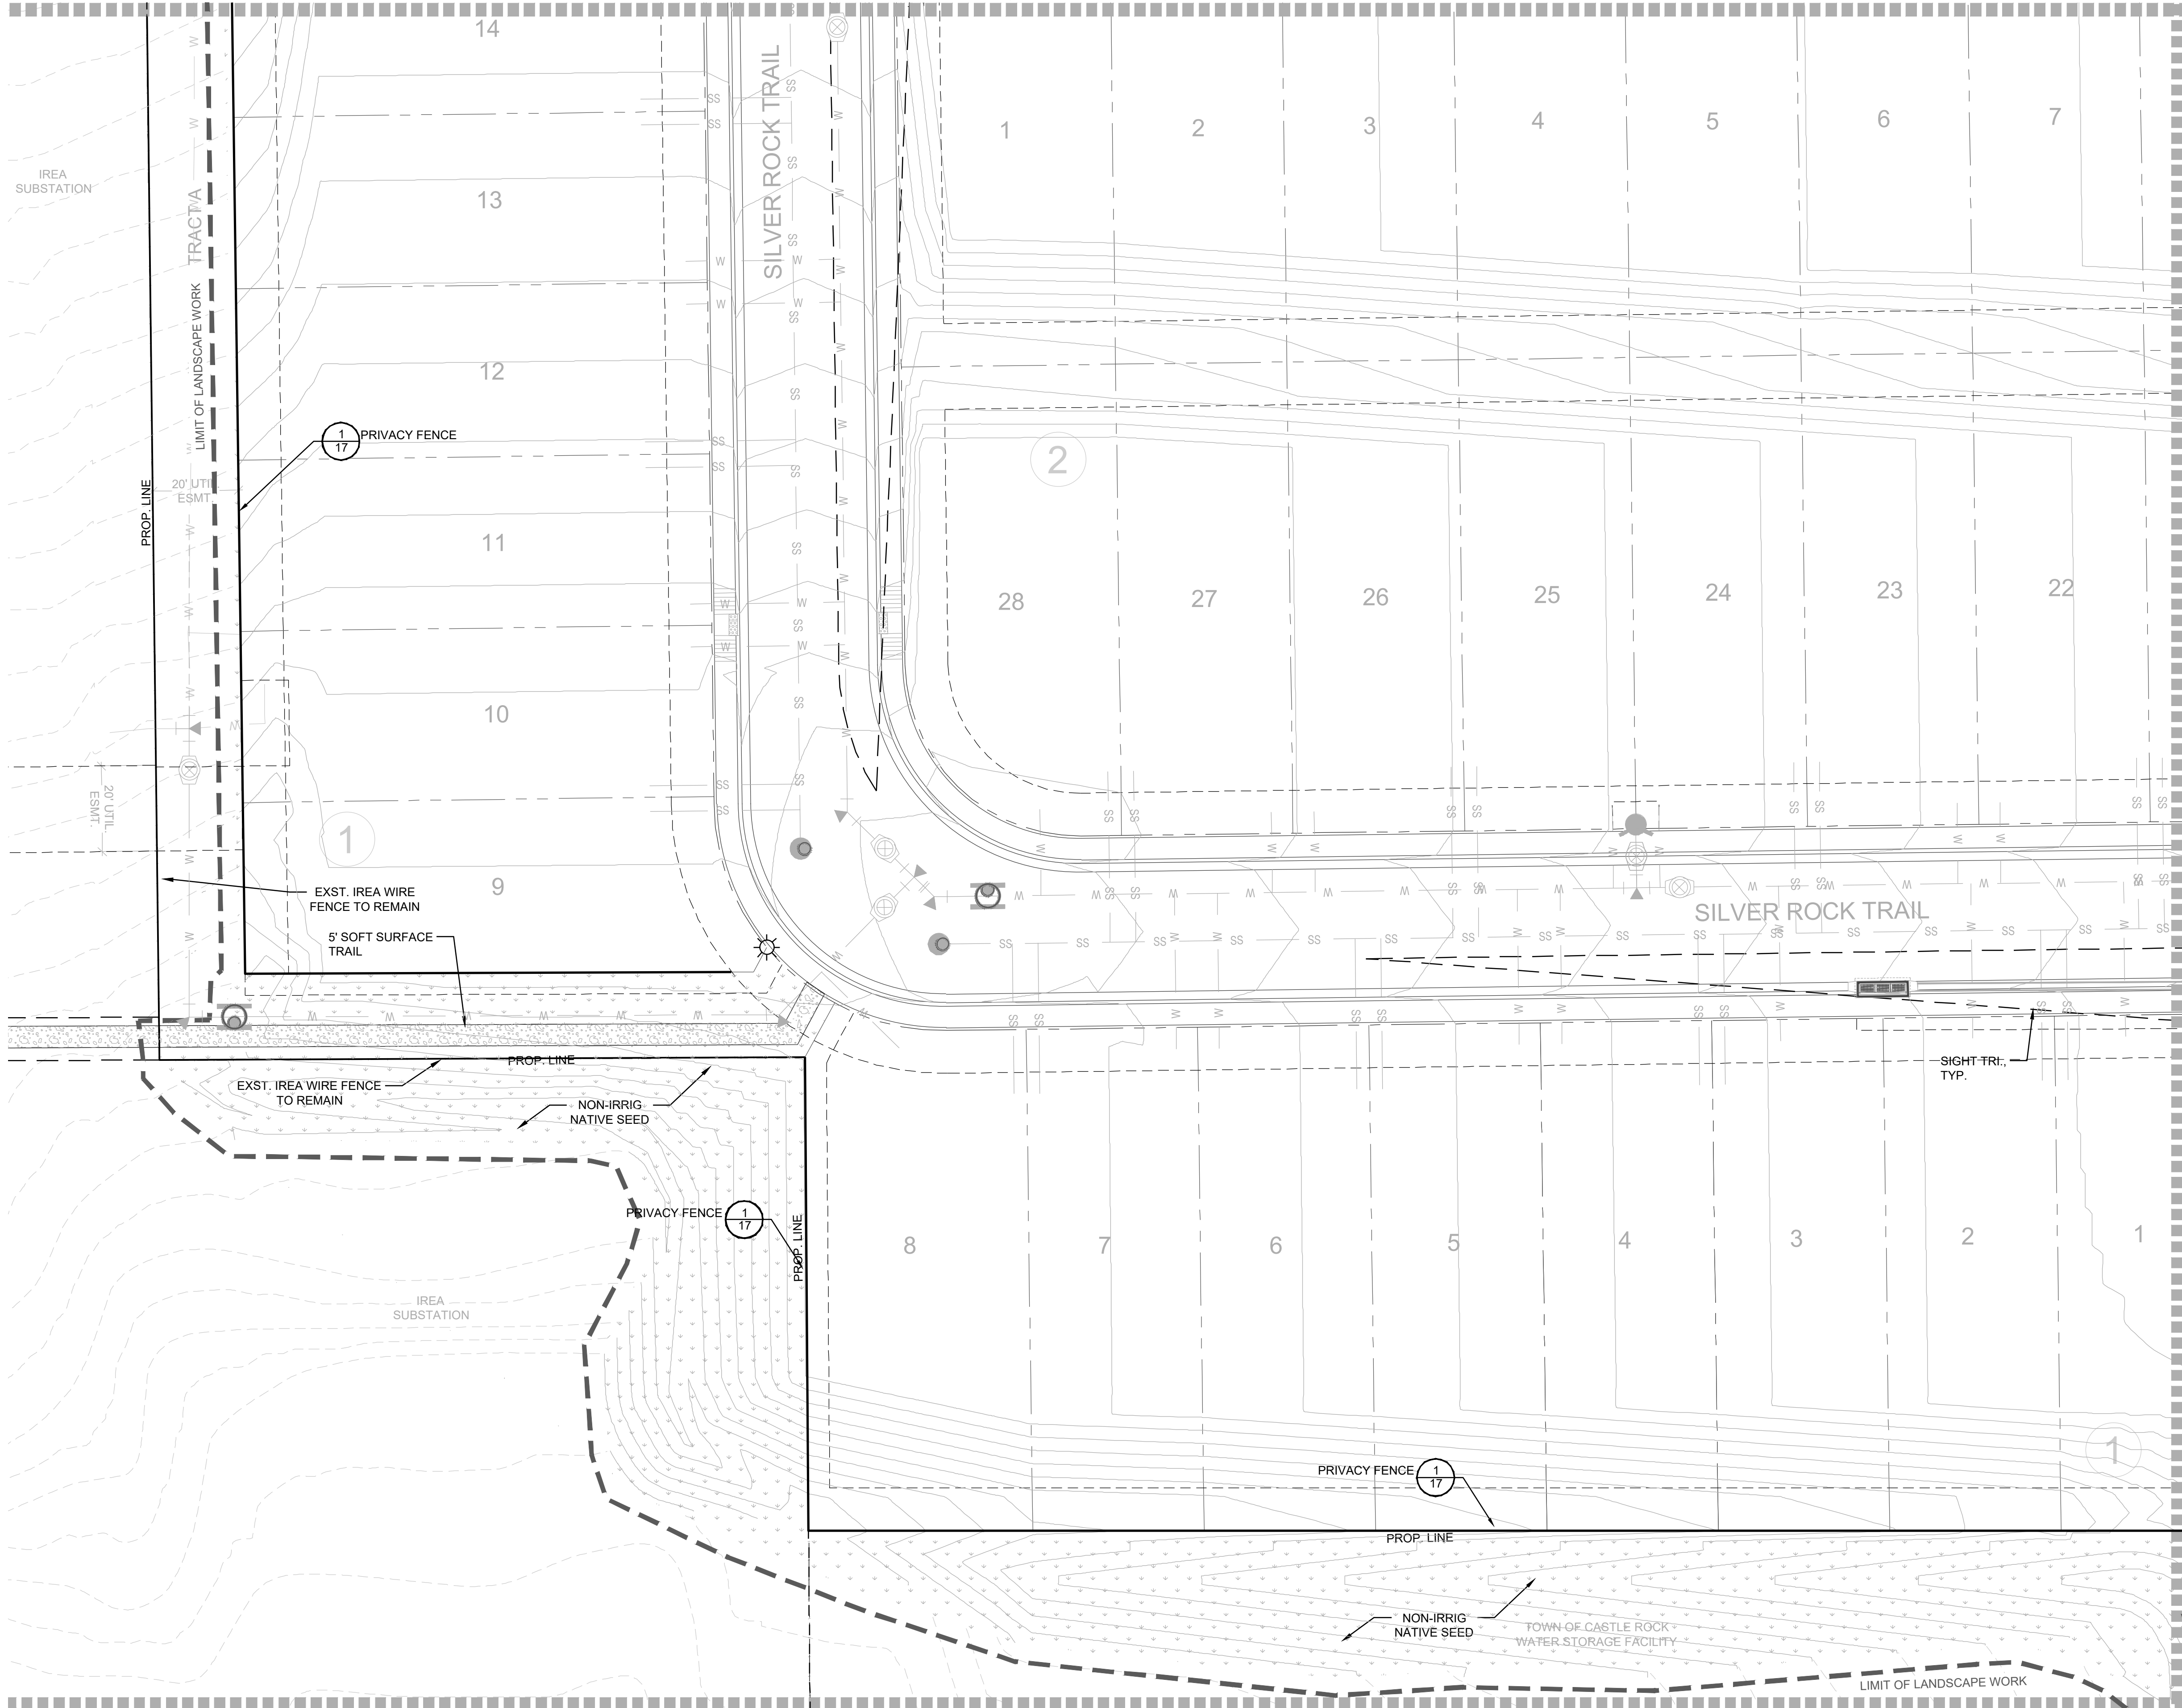 14
SILVER ROCK TRAIL
1
2
3
4
5
6
7
IREA
SUBSTATION
13
TRACT A
LIMIT OF LANDSCAPE WORK
12
1
17
PRIVACY FENCE
2
PROP. LINE
20' UTIL
ESMT.
11
28
27
26
25
24
23
22
10
20' UTIL
ESMT.
1
9
EXST. IREA WIRE
FENCE TO REMAIN
5' SOFT SURFACE
TRAIL
SILVER ROCK TRAIL
SIGHT TRI.,
TYP.
PROP. LINE
EXST. IREA WIRE FENCE
TO REMAIN
NON-IRRIG
NATIVE SEED
PRIVACY FENCE
1
17
PROP. LINE
8
7
6
5
4
3
2
1
IREA
SUBSTATION
1
PRIVACY FENCE
1
17
PROP. LINE
NON-IRRIG
NATIVE SEED
TOWN OF CASTLE ROCK
WATER STORAGE FACILITY
LIMIT OF LANDSCAPE WORK